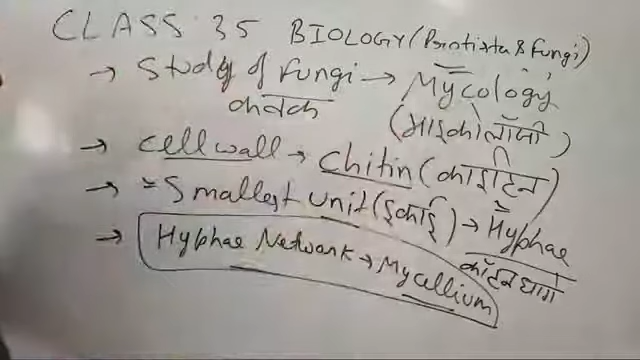 CLASS 35 BIOLOGY (Protista & Fungi)
→ Study of Fungi → Mycology
कवक (माइकोलॉजी)
→ cell wall → chitin (काइटिन)
→ Smallest unit (इकाई) → Hyphae
→ Hyphae Network → Mycellium